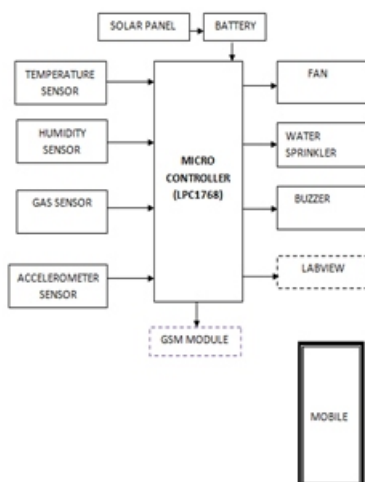 SOLAR PANEL
BATTERY
TEMPERATURE
SENSOR
HUMIDITY
SENSOR
GAS SENSOR
ACCELEROMETER
SENSOR
MICRO
CONTROLLER
(LPC1768)
FAN
WATER
SPRINKLER
BUZZER
LABVIEW
GSM MODULE
MOBILE